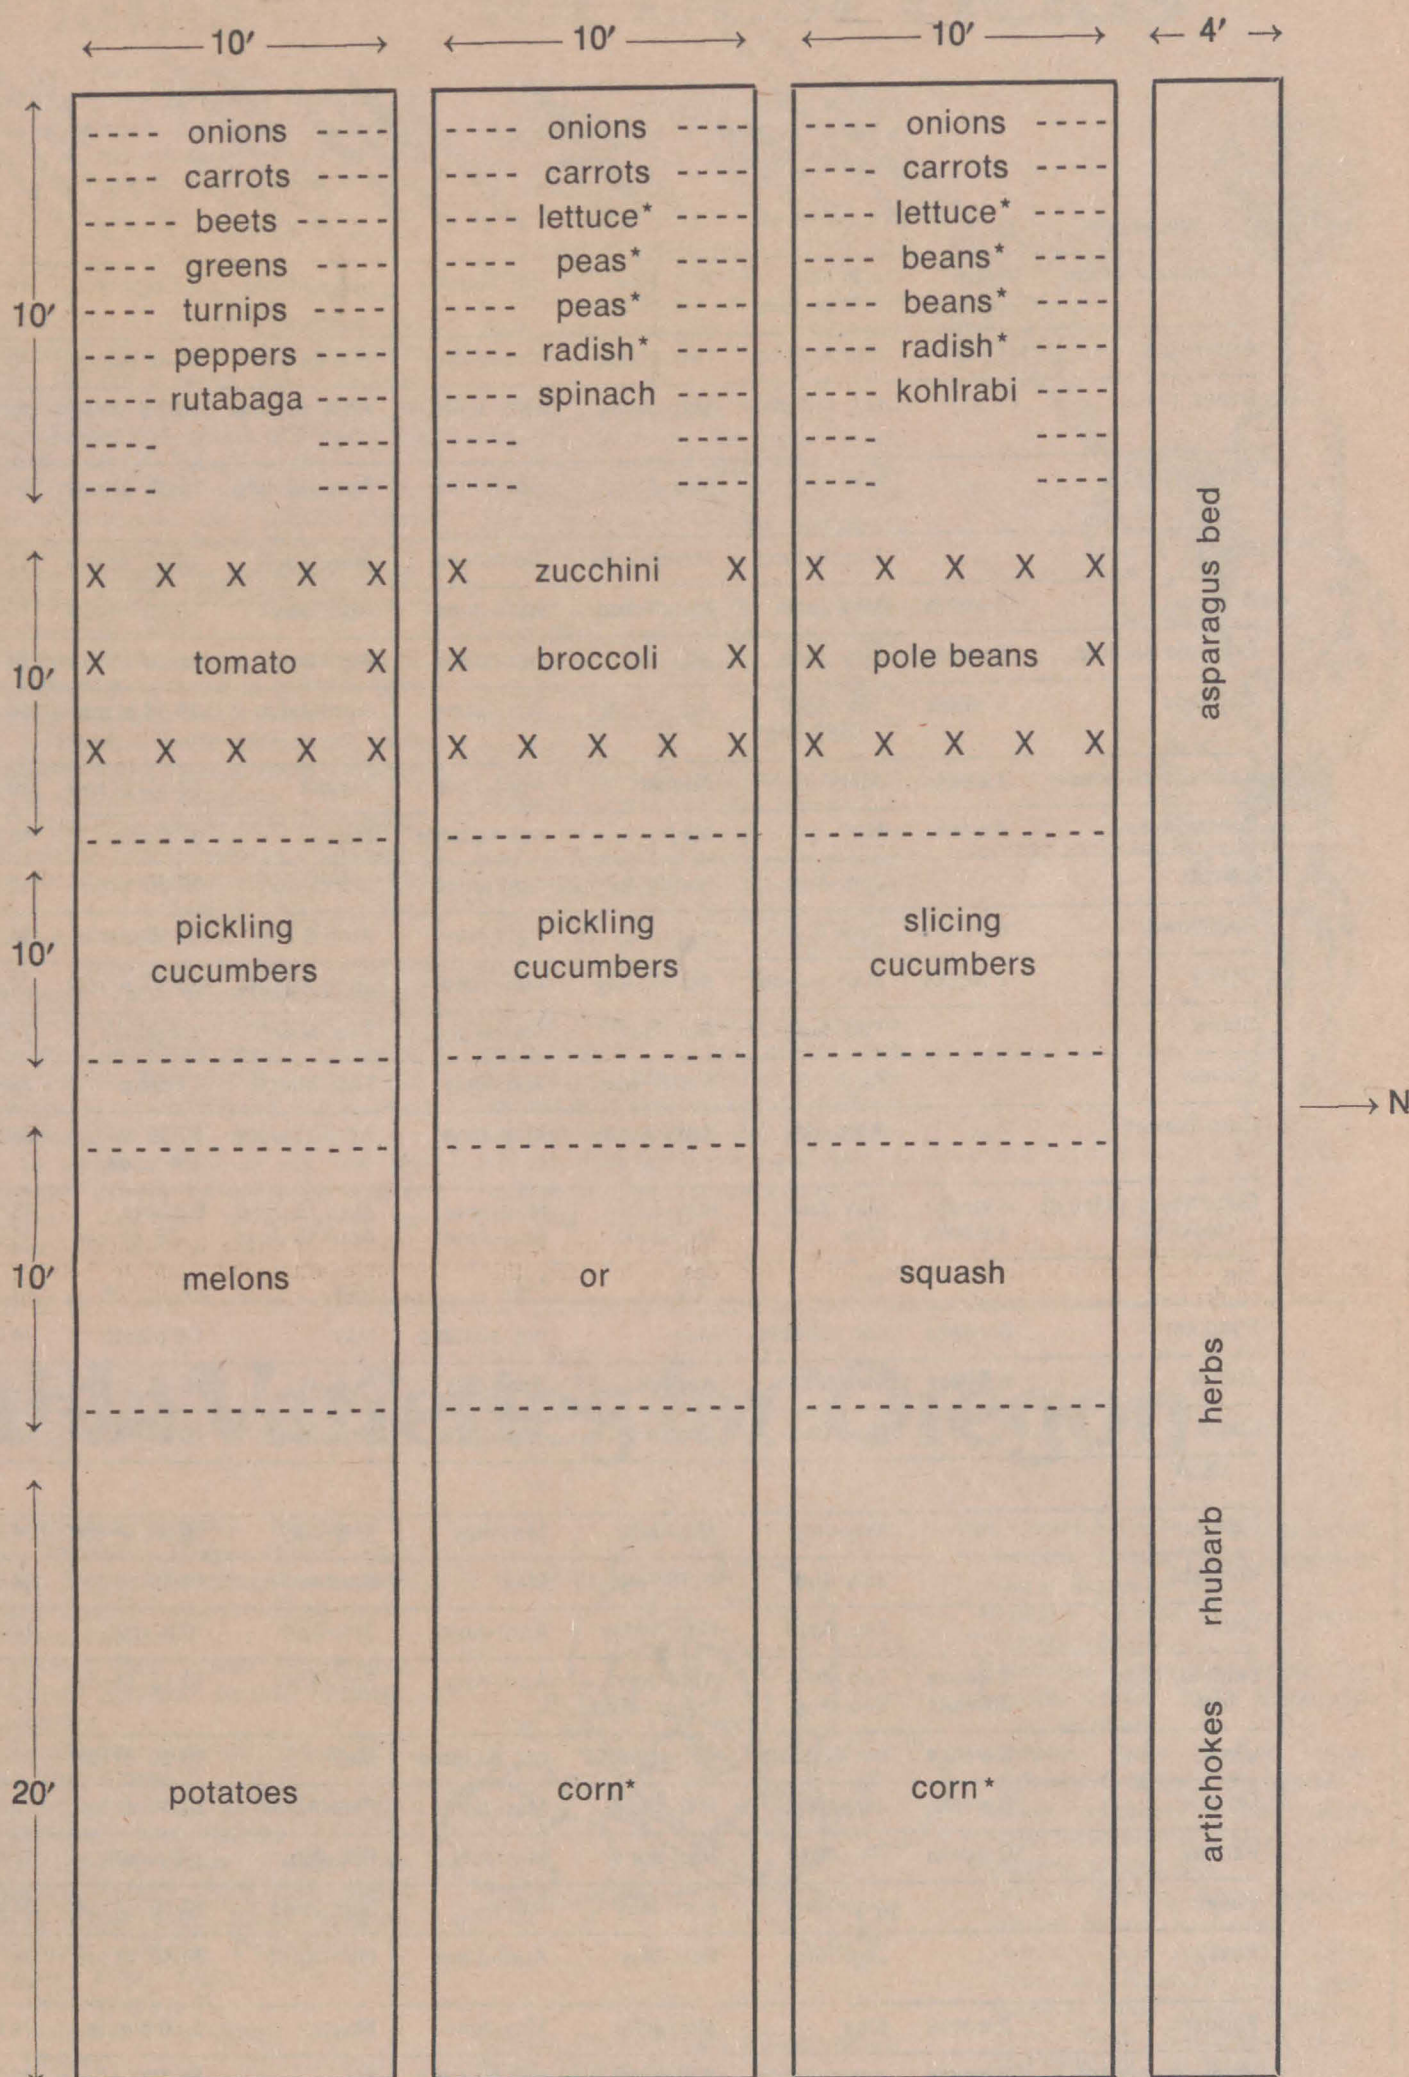 10′ 10′ 10′ 4′
10′
---- onions ---- ---- onions ---- ---- onions ----
---- carrots ---- ---- carrots ---- ---- carrots ----
----- beets ----- ---- lettuce* ---- ---- lettuce* ----
---- greens ---- ---- peas* ---- ---- beans* ----
---- turnips ---- ---- peas* ---- ---- beans* ----
---- peppers ---- ---- radish* ---- ---- radish* ----
---- rutabaga ---- ---- spinach ---- ---- kohlrabi ----
10′
X X X X X X zucchini X X X X X X
X tomato X X broccoli X X pole beans X
X X X X X X X X X X X X X X X
asparagus bed
10′
pickling pickling slicing
cucumbers cucumbers cucumbers
N
10′
melons or squash
herbs
rhubarb
20′
potatoes corn* corn*
artichokes